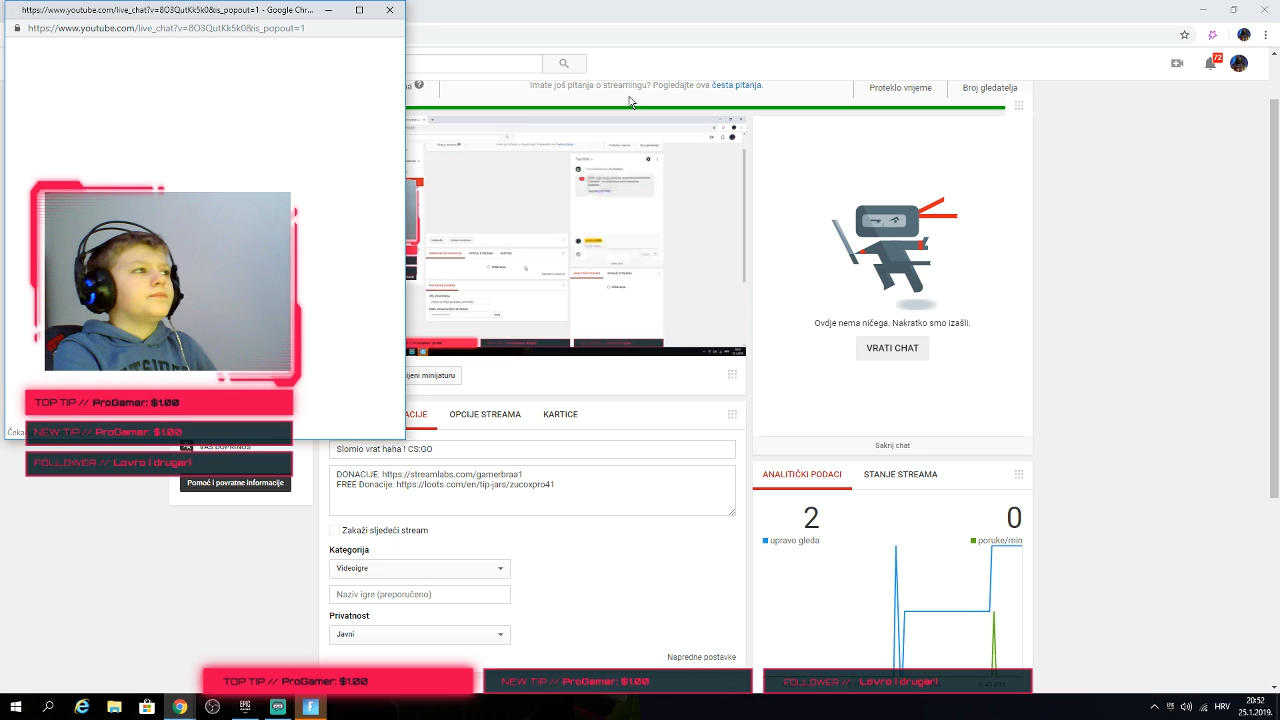 https://www.youtube.com/live_chat?v=8O3QutKk5k0&is_popout=1 - Google Chr...
https://www.youtube.com/live_chat?v=8O3QutKk5k0&is_popout=1
72
Imate još pitanja o streamingu? Pogledajte ova česta pitanja.
Proteklo vrijeme
Broj gledatelja
Ovdje nema ničega. Nakratko smo izašli.
VRATI CHAT
Sakrij chat
TOP TIP // ProGamer: $1.00
NEW TIP // ProGamer: $1.00
FOLLOWER // Lovro i drugari
VAŠ DOPRINOS
Pomoć i povratne informacije
minijaturu
OPCIJE STREAMA
KARTICE
Slomio vrat haha ! CS:GO
DONACIJE: https://streamlabs.com/gamerbraa1
FREE Donacije: https://loots.com/en/tip-jars/zucoxpro41
Zakaži sljedeći stream
Kategorija
Videoigre
Naziv igre (preporučeno)
Privatnost
Javni
Napredne postavke
ANALITIČKI PODACI
STANJE STREAMA
2
0
upravo gleda
poruke/min
TOP TIP // ProGamer: $1.00
NEW TIP // ProGamer: $1.00
FOLLOWER // Lovro i drugari
HRV
20:52
25.1.2019.